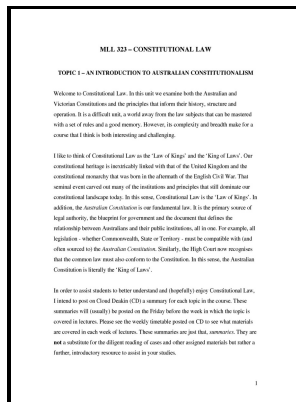 MLL 323 – CONSTITUTIONAL LAW
TOPIC 1 – AN INTRODUCTION TO AUSTRALIAN CONSTITUTIONALISM
Welcome to Constitutional Law. In this unit we examine both the Australian and
Victorian Constitutions and the principles that inform their history, structure and
operation. It is a difficult unit, a world away from the law subjects that can be mastered
with a set of rules and a good memory. However, its complexity and breadth make for a
course that I think is both interesting and challenging.
I like to think of Constitutional Law as the ‘Law of Kings’ and the ‘King of Laws’. Our
constitutional heritage is inextricably linked with that of the United Kingdom and the
constitutional monarchy that was born in the aftermath of the English Civil War. That
seminal event carved out many of the institutions and principles that still dominate our
constitutional landscape today. In this sense, Constitutional Law is the ‘Law of Kings’. In
addition, the Australian Constitution is our fundamental law. It is the primary source of
legal authority, the blueprint for government and the document that defines the
relationship between Australians and their public institutions, all in one. For example, all
legislation - whether Commonwealth, State or Territory - must be compatible with (and
often sourced to) the Australian Constitution. Similarly, the High Court now recognises
that the common law must also conform to the Constitution. In this sense, the Australian
Constitution is literally the ‘King of Laws’.
In order to assist students to better understand and (hopefully) enjoy Constitutional Law,
I intend to post on Cloud Deakin (CD) a summary for each topic in the course. These
summaries will (usually) be posted on the Friday before the week in which the topic is
covered in lectures. Please see the weekly timetable posted on CD to see what materials
are covered in each week of lectures. These summaries are just that, summaries. They are
not a substitute for the diligent reading of cases and other assigned materials but rather a
further, introductory resource to assist in your studies.
1